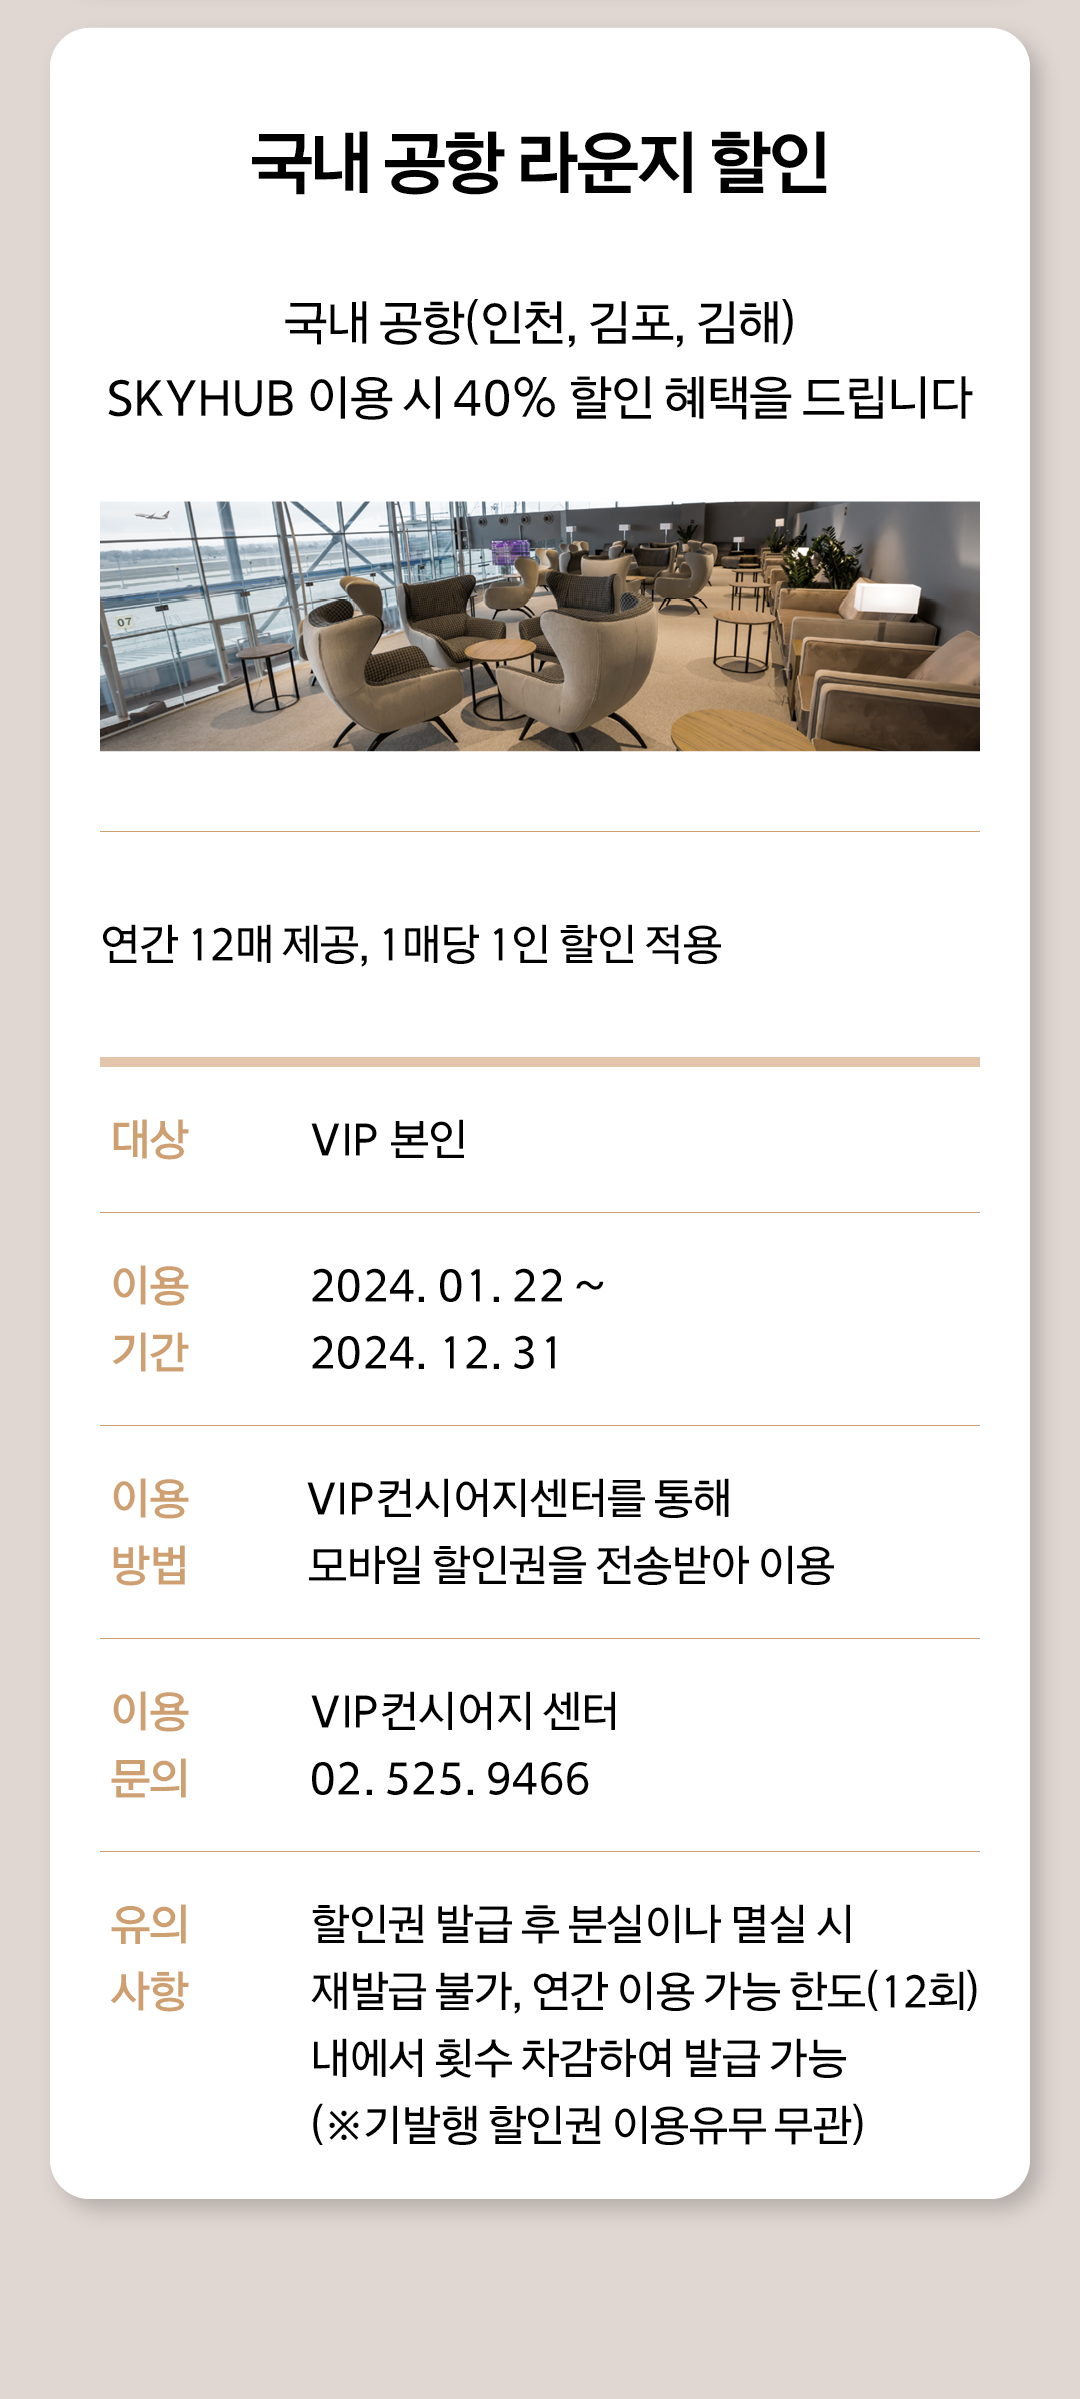 국내 공항 라운지 할인
국내 공항(인천, 김포, 김해)
SKYHUB 이용 시 40% 할인 혜택을 드립니다
07
연간 12매 제공, 1매당 1인 할인 적용
대상 VIP 본인
이용 2024. 01. 22 ~
기간 2024. 12. 31
이용 VIP컨시어지센터를 통해
방법 모바일 할인권을 전송받아 이용
이용 VIP컨시어지 센터
문의 02. 525. 9466
유의 할인권 발급 후 분실이나 멸실 시
사항 재발급 불가, 연간 이용 가능 한도(12회)
내에서 횟수 차감하여 발급 가능
(※기발행 할인권 이용유무 무관)